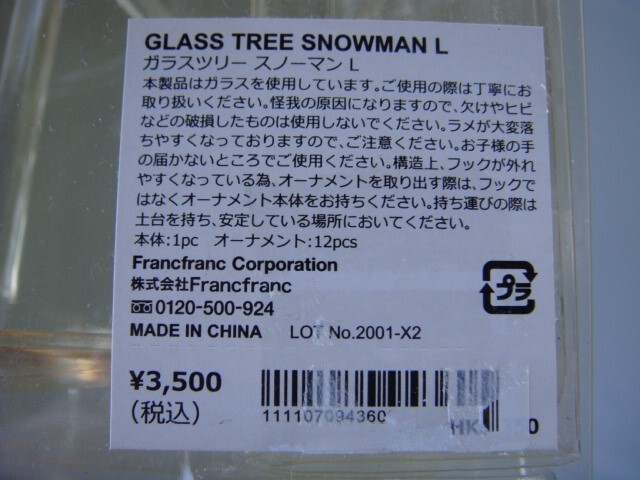 GLASS TREE SNOWMAN L
ガラスツリー スノーマン L
本製品はガラスを使用しています。ご使用の際は丁寧にお
取り扱いください。怪我の原因になりますので、欠けやヒビ
などの破損したものは使用しないでください。ラメが大変落
ちやすくなっておりますので、ご注意ください。お子様の手
の届かないところでご使用ください。構造上、フックが外れ
やすくなっている為、オーナメントを取り出す際は、フックで
はなくオーナメント本体をお持ちください。持ち運びの際は
土台を持ち、安定している場所においてください。
本体:1pc オーナメント:12pcs
Francfranc Corporation
株式会社Francfranc
0120-500-924
プラ
MADE IN CHINA LOT No.2001-X2
¥3,500
(税込)
111107094360
HK